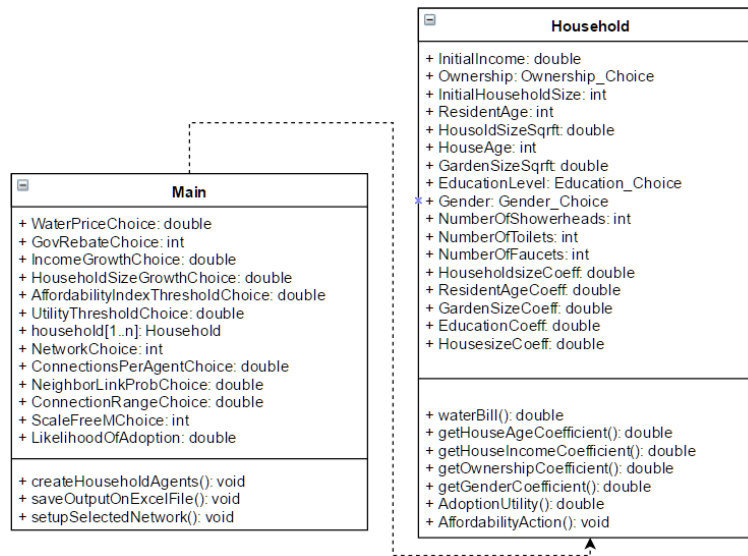 Main
+ WaterPriceChoice: double
+ GovRebateChoice: int
+ IncomeGrowthChoice: double
+ HouseholdSizeGrowthChoice: double
+ AffordabilityIndexThresholdChoice: double
+ UtilityThresholdChoice: double
+ household[1..n]: Household
+ NetworkChoice: int
+ ConnectionsPerAgentChoice: double
+ NeighborLinkProbChoice: double
+ ConnectionRangeChoice: double
+ ScaleFreeMChoice: int
+ LikelihoodOfAdoption: double
+ createHouseholdAgents(): void
+ saveOutputOnExcelFile(): void
+ setupSelectedNetwork(): void
Household
+ InitialIncome: double
+ Ownership: Ownership_Choice
+ InitialHouseholdSize: int
+ ResidentAge: int
+ HousoldSizeSqrft: double
+ HouseAge: int
+ GardenSizeSqrft: double
+ EducationLevel: Education_Choice
+ Gender: Gender_Choice
+ NumberOfShowerheads: int
+ NumberOfToilets: int
+ NumberOfFaucets: int
+ HouseholdsizeCoeff: double
+ ResidentAgeCoeff: double
+ GardenSizeCoeff: double
+ EducationCoeff: double
+ HousesizeCoeff: double
+ waterBill(): double
+ getHouseAgeCoefficient(): double
+ getHouseIncomeCoefficient(): double
+ getOwnershipCoefficient(): double
+ getGenderCoefficient(): double
+ AdoptionUtility(): double
+ AffordabilityAction(): void